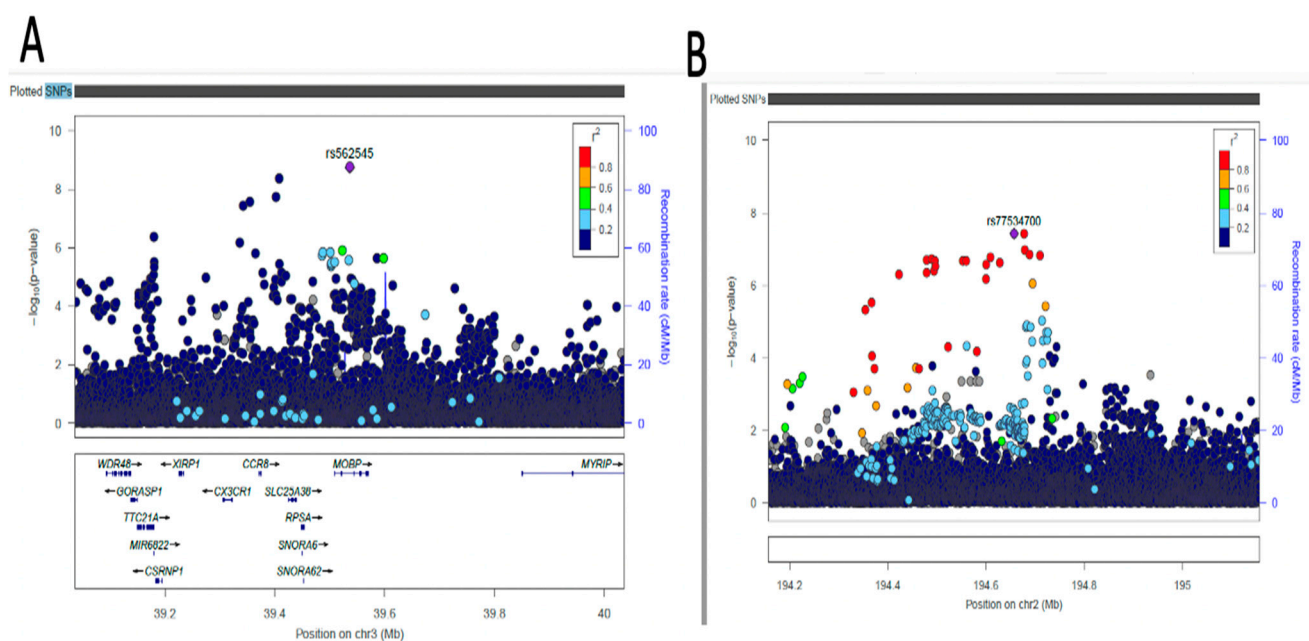 A
Plotted SNPs
10
8
6
4
2
0
− log10(p−value)
100
80
60
40
20
0
Recombination rate (cM/Mb)
rs562545
r2
0.8
0.6
0.4
0.2
WDR48→
←XIRP1
CCR8→
MOBP→
MYRIP→
←GORASP1
←CX3CR1
SLC25A38→
TTC21A→
RPSA→
MIR6822→
SNORA6→
←CSRNP1
SNORA62→
39.2
39.4
39.6
39.8
40
Position on chr3 (Mb)
B
Plotted SNPs
10
8
6
4
2
0
− log10(p−value)
100
80
60
40
20
0
Recombination rate (cM/Mb)
rs77534700
r2
0.8
0.6
0.4
0.2
194.2
194.4
194.6
194.8
195
Position on chr2 (Mb)